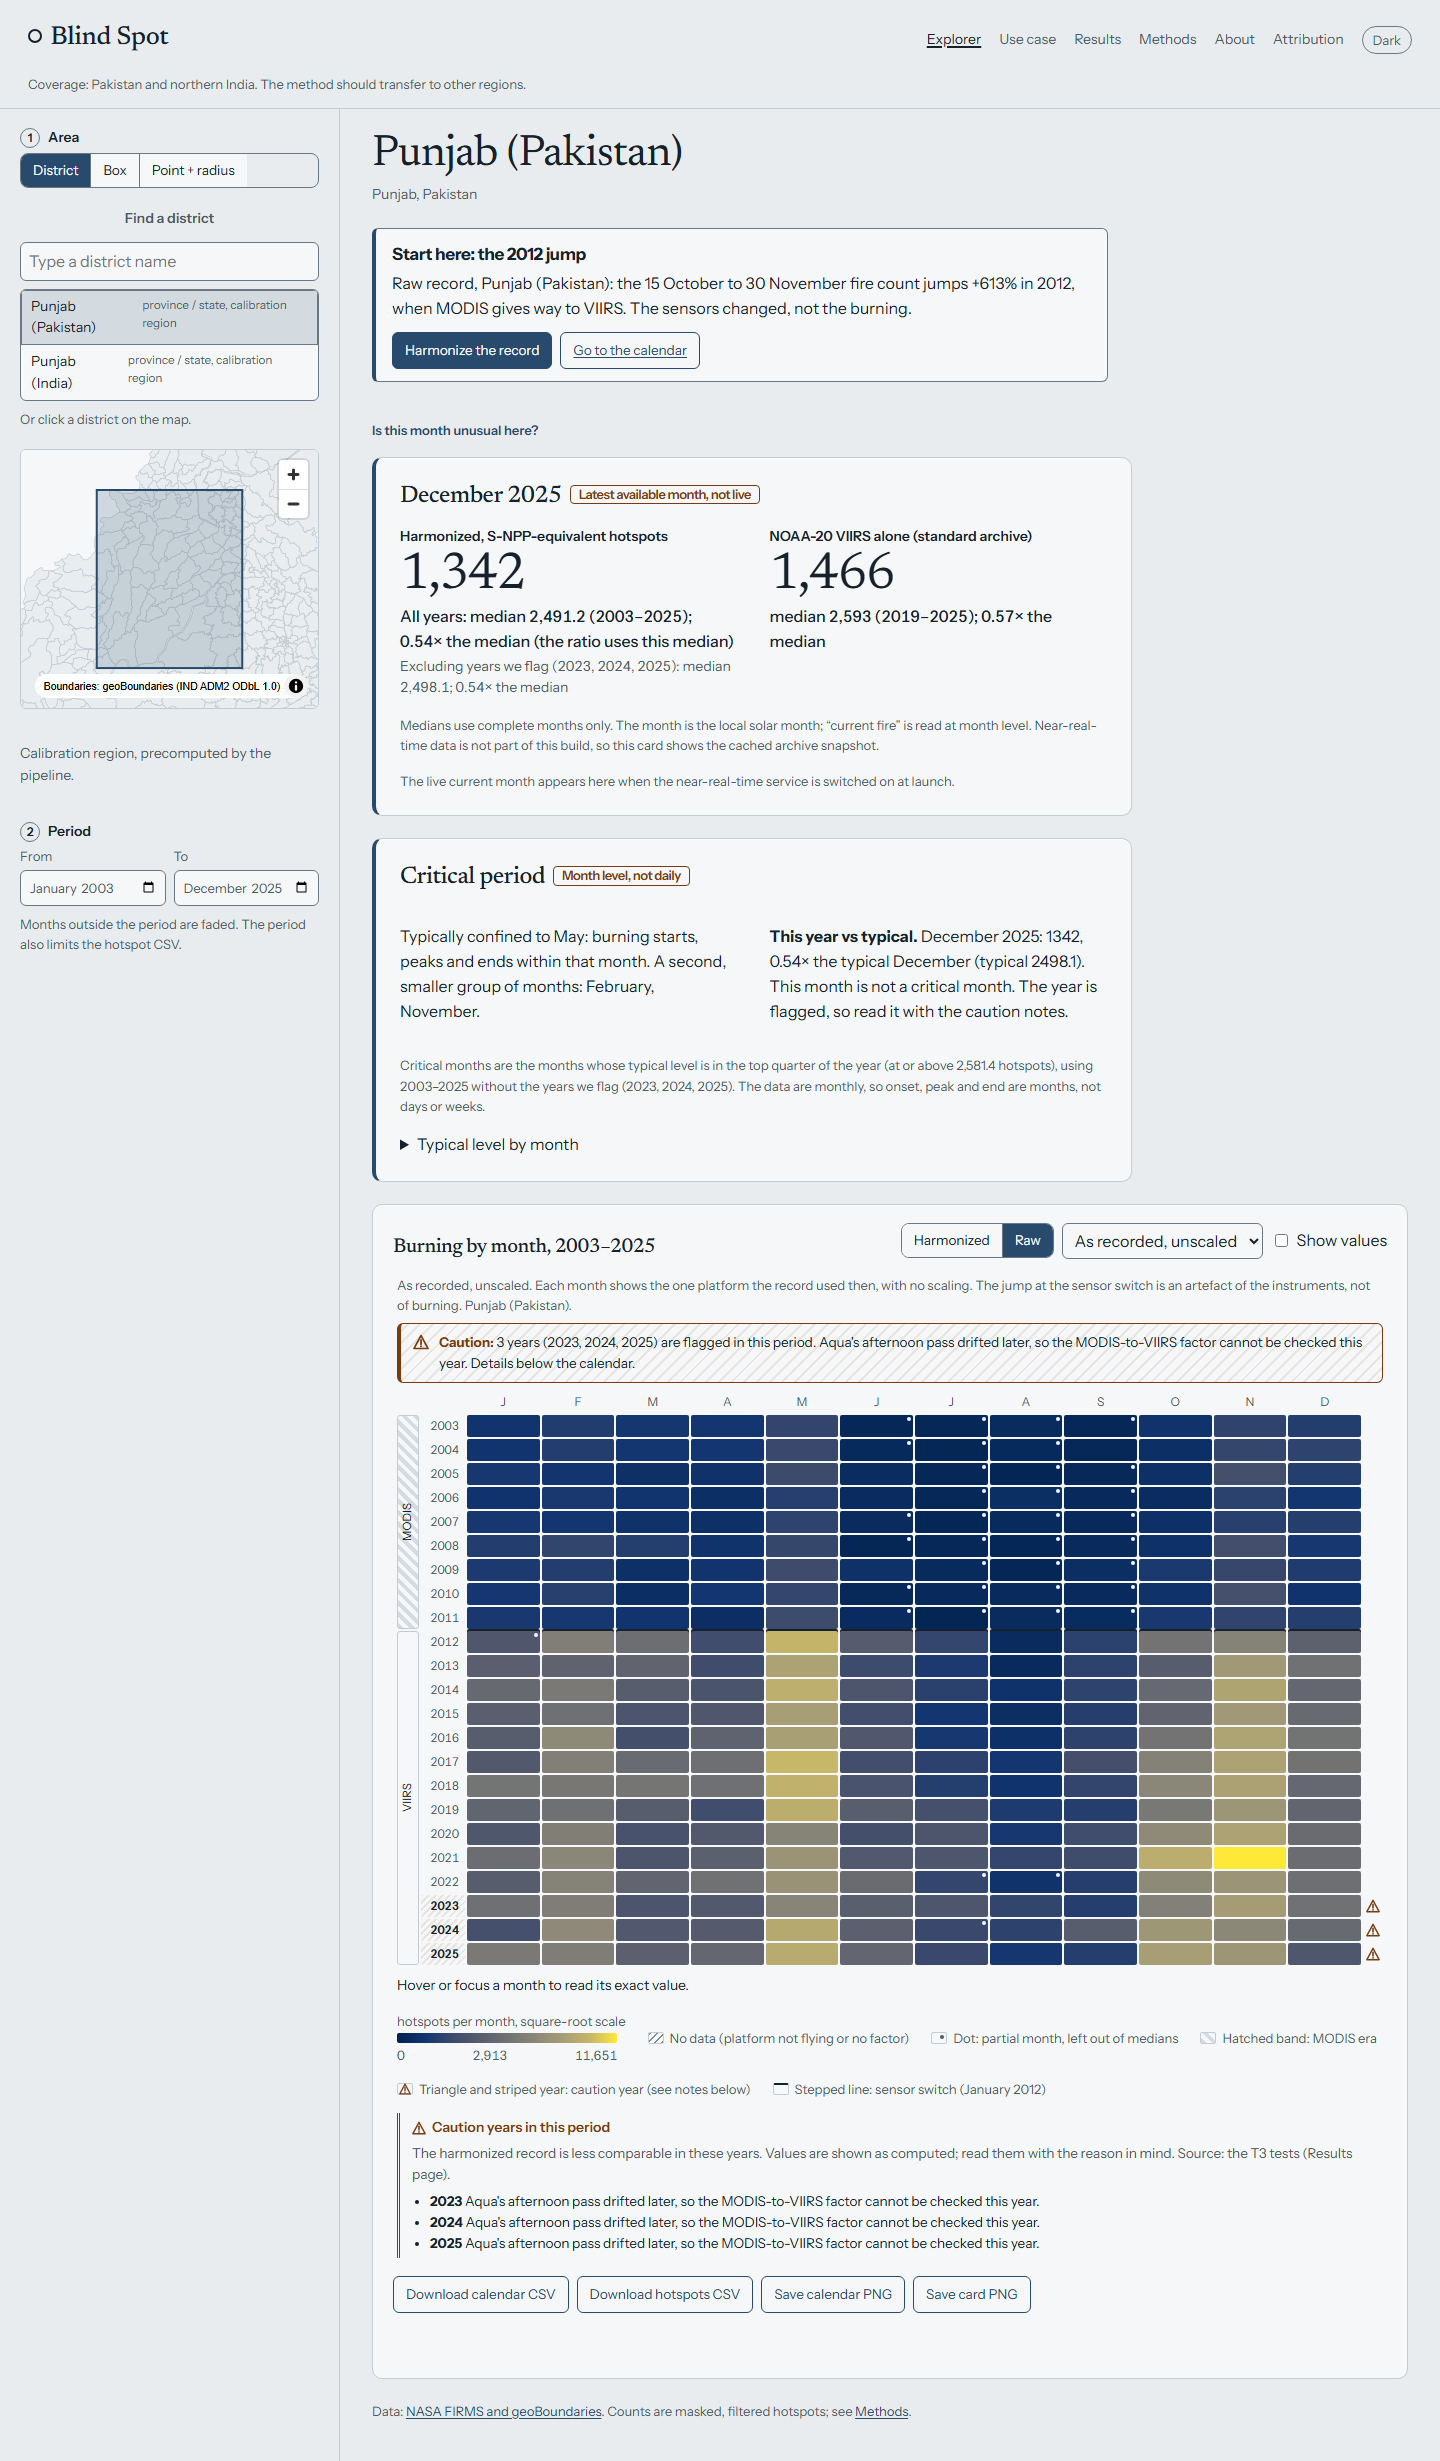 Blind Spot
Explorer Use case Results Methods About Attribution Dark
Coverage: Pakistan and northern India. The method should transfer to other regions.
1 Area
District Box Point + radius
Find a district
Type a district name
Punjab (Pakistan) province / state, calibration region
Punjab (India) province / state, calibration region
Or click a district on the map.
+
−
Boundaries: geoBoundaries (IND ADM2 ODbL 1.0)
Calibration region, precomputed by the
pipeline.
2 Period
From To
January 2003 December 2025
Months outside the period are faded. The period
also limits the hotspot CSV.
Punjab (Pakistan)
Punjab, Pakistan
Start here: the 2012 jump
Raw record, Punjab (Pakistan): the 15 October to 30 November fire count jumps +613% in 2012,
when MODIS gives way to VIIRS. The sensors changed, not the burning.
Harmonize the record Go to the calendar
Is this month unusual here?
December 2025 Latest available month, not live
Harmonized, S-NPP-equivalent hotspots
1,342
All years: median 2,491.2 (2003–2025);
0.54× the median (the ratio uses this median)
Excluding years we flag (2023, 2024, 2025): median
2,498.1; 0.54× the median
NOAA-20 VIIRS alone (standard archive)
1,466
median 2,593 (2019–2025); 0.57× the
median
Medians use complete months only. The month is the local solar month; “current fire” is read at month level. Near-real-
time data is not part of this build, so this card shows the cached archive snapshot.
The live current month appears here when the near-real-time service is switched on at launch.
Critical period Month level, not daily
Typically confined to May: burning starts,
peaks and ends within that month. A second,
smaller group of months: February,
November.
This year vs typical. December 2025: 1342,
0.54× the typical December (typical 2498.1).
This month is not a critical month. The year is
flagged, so read it with the caution notes.
Critical months are the months whose typical level is in the top quarter of the year (at or above 2,581.4 hotspots), using
2003–2025 without the years we flag (2023, 2024, 2025). The data are monthly, so onset, peak and end are months, not
days or weeks.
Typical level by month
Burning by month, 2003–2025
Harmonized Raw As recorded, unscaled Show values
As recorded, unscaled. Each month shows the one platform the record used then, with no scaling. The jump at the sensor switch is an artefact of the instruments, not
of burning. Punjab (Pakistan).
Caution: 3 years (2023, 2024, 2025) are flagged in this period. Aqua's afternoon pass drifted later, so the MODIS-to-VIIRS factor cannot be checked this
year. Details below the calendar.
J F M A M J J A S O N D
MODIS
2003
2004
2005
2006
2007
2008
2009
2010
2011
VIIRS
2012
2013
2014
2015
2016
2017
2018
2019
2020
2021
2022
2023
2024
2025
Hover or focus a month to read its exact value.
hotspots per month, square-root scale
0 2,913 11,651
No data (platform not flying or no factor)
Dot: partial month, left out of medians
Hatched band: MODIS era
Triangle and striped year: caution year (see notes below)
Stepped line: sensor switch (January 2012)
Caution years in this period
The harmonized record is less comparable in these years. Values are shown as computed; read them with the reason in mind. Source: the T3 tests (Results
page).
• 2023 Aqua's afternoon pass drifted later, so the MODIS-to-VIIRS factor cannot be checked this year.
• 2024 Aqua's afternoon pass drifted later, so the MODIS-to-VIIRS factor cannot be checked this year.
• 2025 Aqua's afternoon pass drifted later, so the MODIS-to-VIIRS factor cannot be checked this year.
Download calendar CSV Download hotspots CSV Save calendar PNG Save card PNG
Data: NASA FIRMS and geoBoundaries. Counts are masked, filtered hotspots; see Methods.